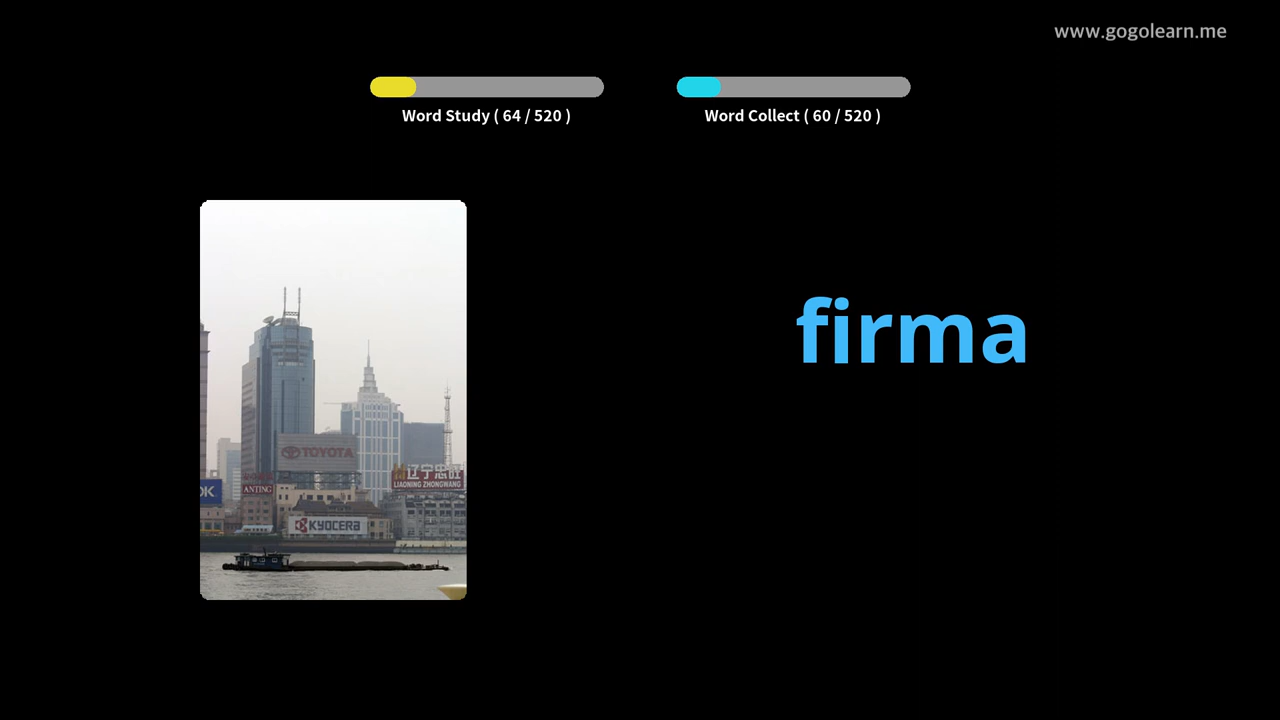 www.gogolearn.me
Word Study ( 64 / 520 )
Word Collect ( 60 / 520 )
firma
TOYOTA
辽宁忠旺
LIAONING ZHONGWANG
OK
ANTING
KYOCERA